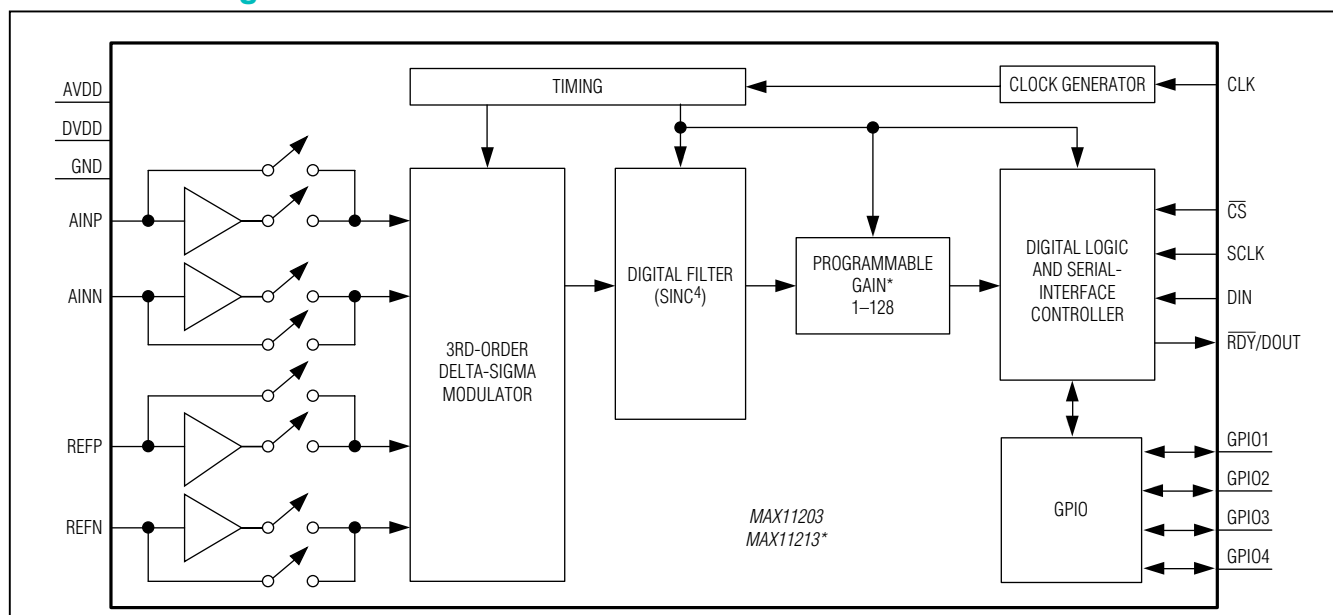 AVDD
DVDD
GND
AINP
AINN
REFP
REFN
TIMING
CLOCK GENERATOR
CLK
3RD-ORDER
DELTA-SIGMA
MODULATOR
DIGITAL FILTER
(SINC⁴)
PROGRAMMABLE
GAIN*
1–128
DIGITAL LOGIC
AND SERIAL-
INTERFACE
CONTROLLER
CS
SCLK
DIN
RDY/DOUT
GPIO
GPIO1
GPIO2
GPIO3
GPIO4
MAX11203
MAX11213*